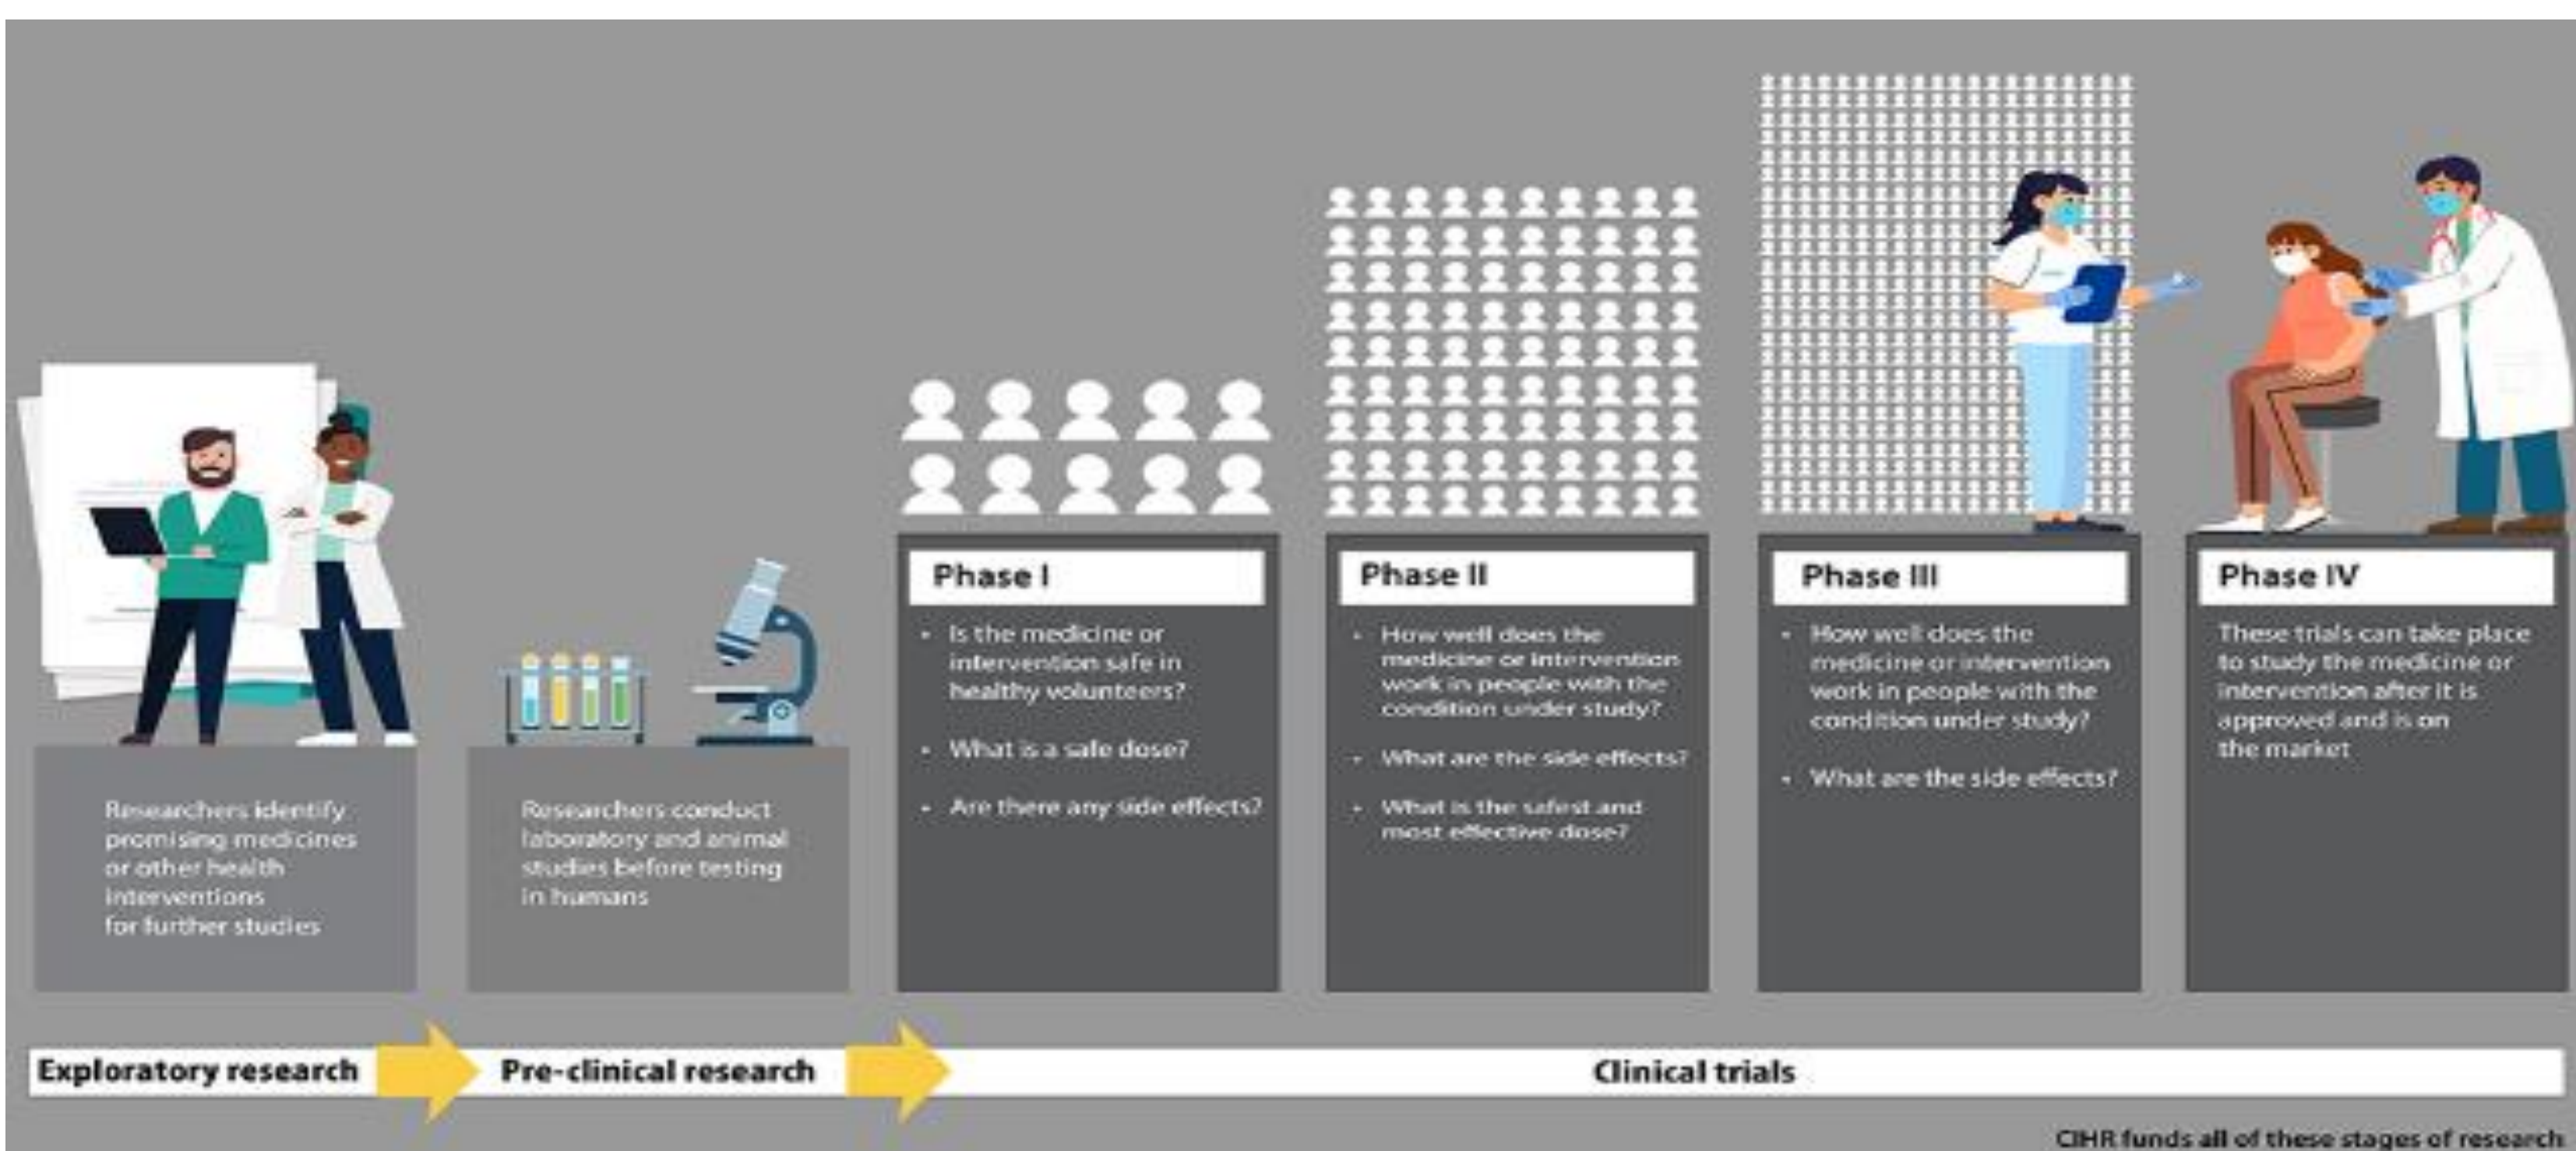 Phase I
• Is the medicine or
intervention safe in
healthy volunteers?
• What is a safe dose?
• Are there any side effects?
Phase II
• How well does the
medicine or intervention
work in people with the
condition under study?
• What are the side effects?
• What is the safest and
most effective dose?
Phase III
• How well does the
medicine or intervention
work in people with the
condition under study?
• What are the side effects?
Phase IV
These trials can take place
to study the medicine or
intervention after it is
approved and is on
the market
Researchers identify
promising medicines
or other health
interventions
for further studies
Researchers conduct
laboratory and animal
studies before testing
in humans
Exploratory research
Pre-clinical research
Clinical trials
CIHR funds all of these stages of research